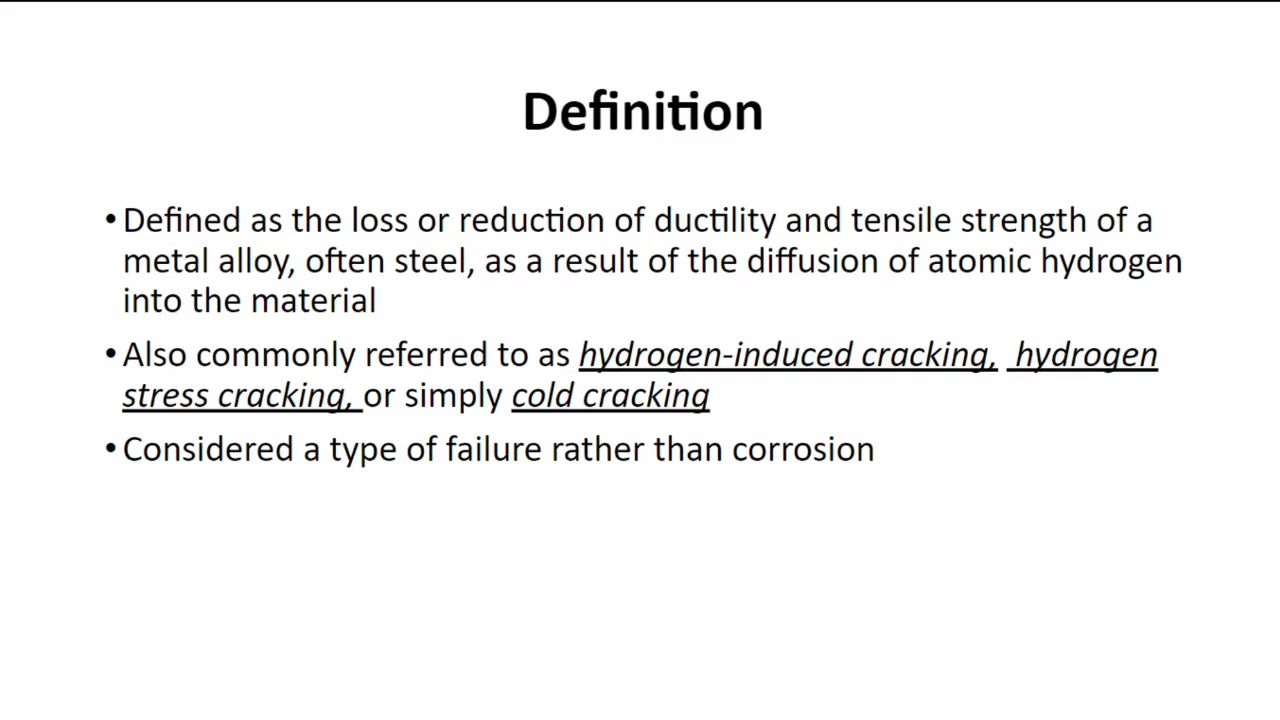 Definition
•Defined as the loss or reduction of ductility and tensile strength of a
metal alloy, often steel, as a result of the diffusion of atomic hydrogen
into the material
•Also commonly referred to as hydrogen-induced cracking, hydrogen
stress cracking, or simply cold cracking
•Considered a type of failure rather than corrosion